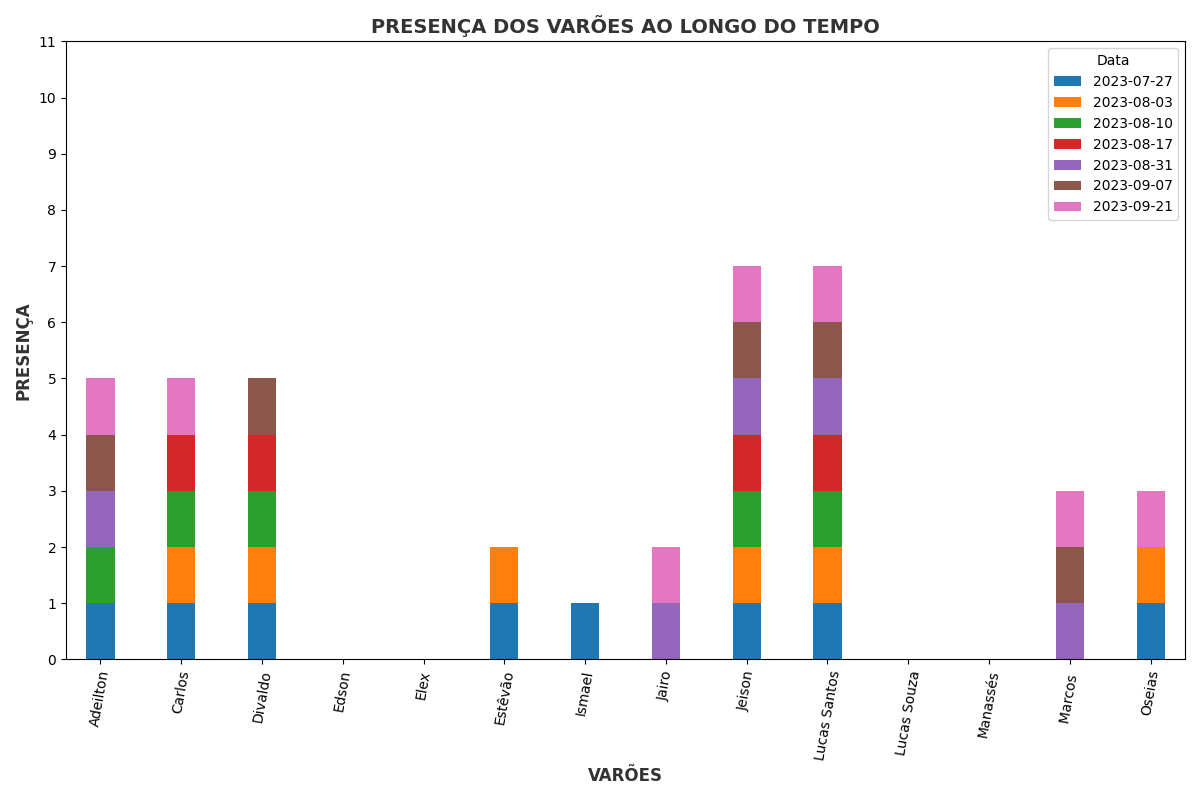 PRESENÇA DOS VARÕES AO LONGO DO TEMPO
11
10
9
8
7
6
5
4
3
2
1
0
PRESENÇA
Data
2023-07-27
2023-08-03
2023-08-10
2023-08-17
2023-08-31
2023-09-07
2023-09-21
Adeilton
Carlos
Divaldo
Edson
Elex
Estêvão
Ismael
Jairo
Jeison
Lucas Santos
Lucas Souza
Manassés
Marcos
Oseias
VARÕES